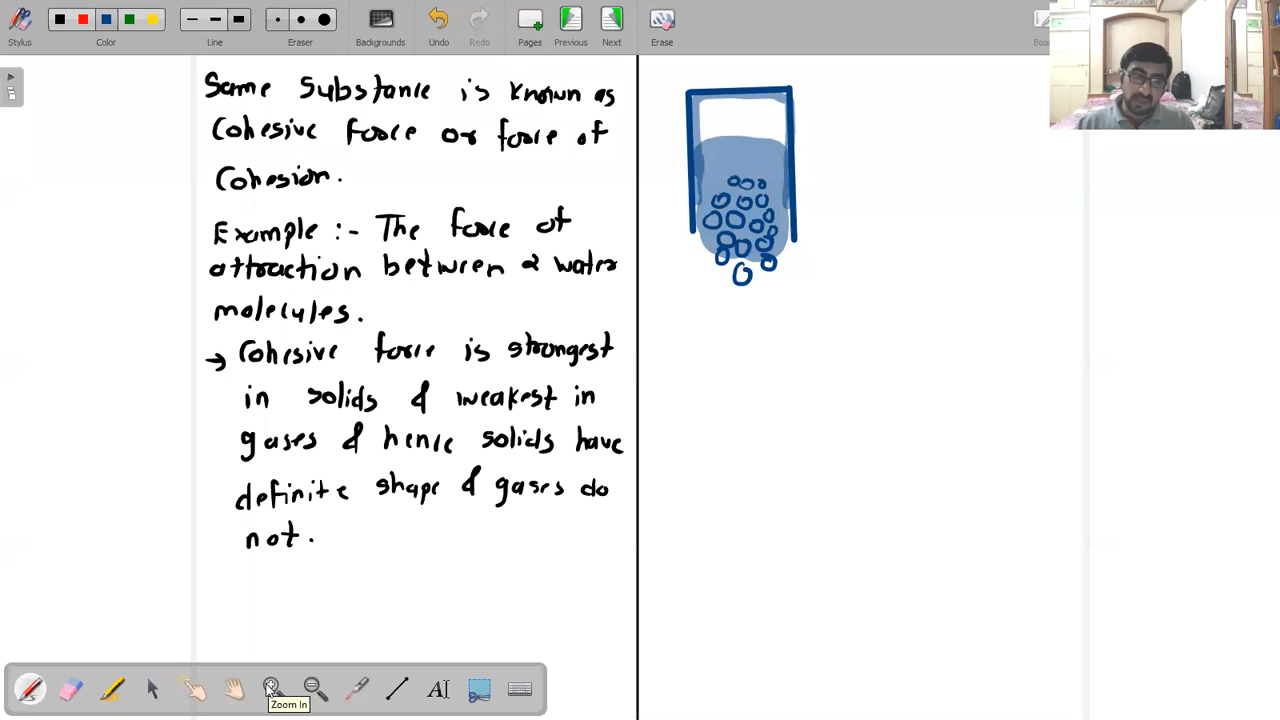 Stylus
Color
Line
Eraser
Backgrounds
Undo
Redo
Pages
Previous
Next
Erase
Same Substance is known as
Cohesive force or force of
Cohesion.
Example :- The force of
attraction between 2 water
molecules.
→ Cohesive force is strongest
in solids & weakest in
gases & hence solids have
definite shape & gases do
not.
Zoom In